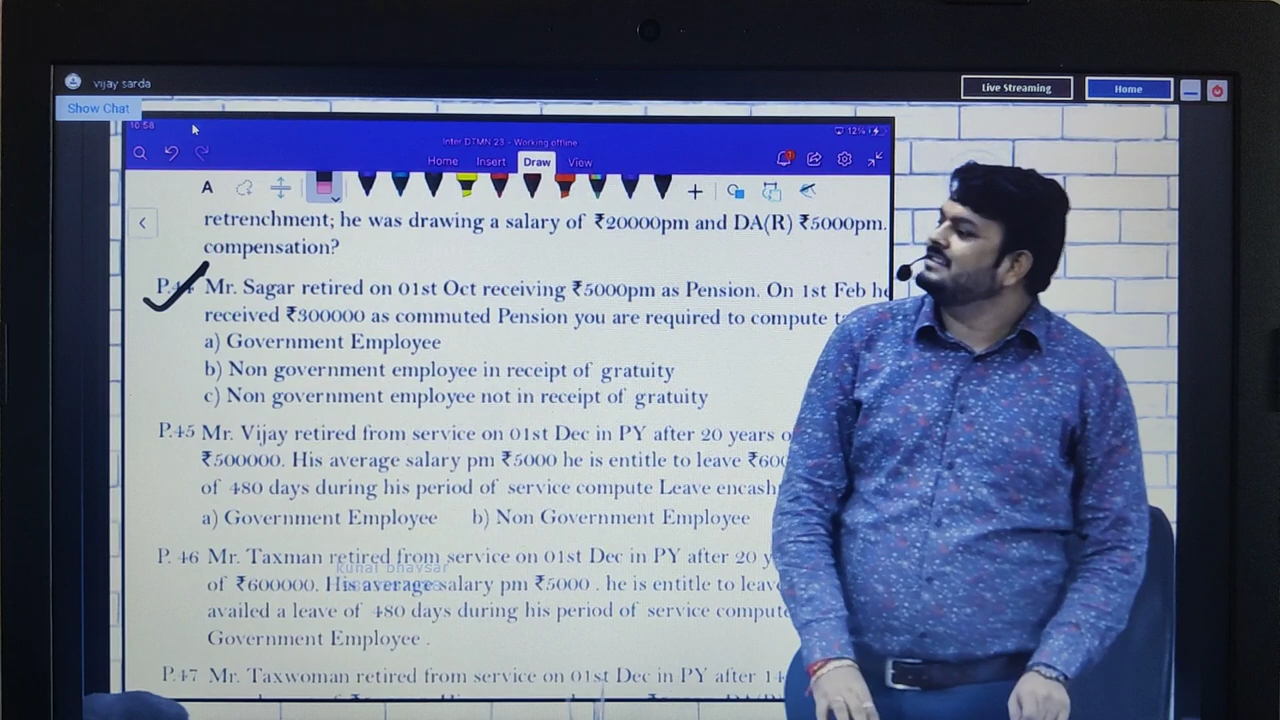 vijay sarda
Live Streaming
Home
Show Chat
10:58
12%
Inter DTMN 23 - Working offline
Home Insert Draw View
A
retrenchment; he was drawing a salary of ₹20000pm and DA(R) ₹5000pm.
compensation?
Mr. Sagar retired on 01st Oct receiving ₹5000pm as Pension. On 1st Feb he
received ₹300000 as commuted Pension you are required to compute
a) Government Employee
b) Non government employee in receipt of gratuity
c) Non government employee not in receipt of gratuity
P.45 Mr. Vijay retired from service on 01st Dec in PY after 20 years
₹500000. His average salary pm ₹5000 he is entitle to leave
of 480 days during his period of service compute Leave
a) Government Employee b) Non Government Employee
P. 46 Mr. Taxman retired from service on 01st Dec in PY after 20
kunal bhavsar
of ₹600000. His average salary pm ₹5000 . he is entitle to
availed a leave of 480 days during his period of service compute
Government Employee .
P.47 Mr. Taxwoman retired from service on 01st Dec in PY after 14